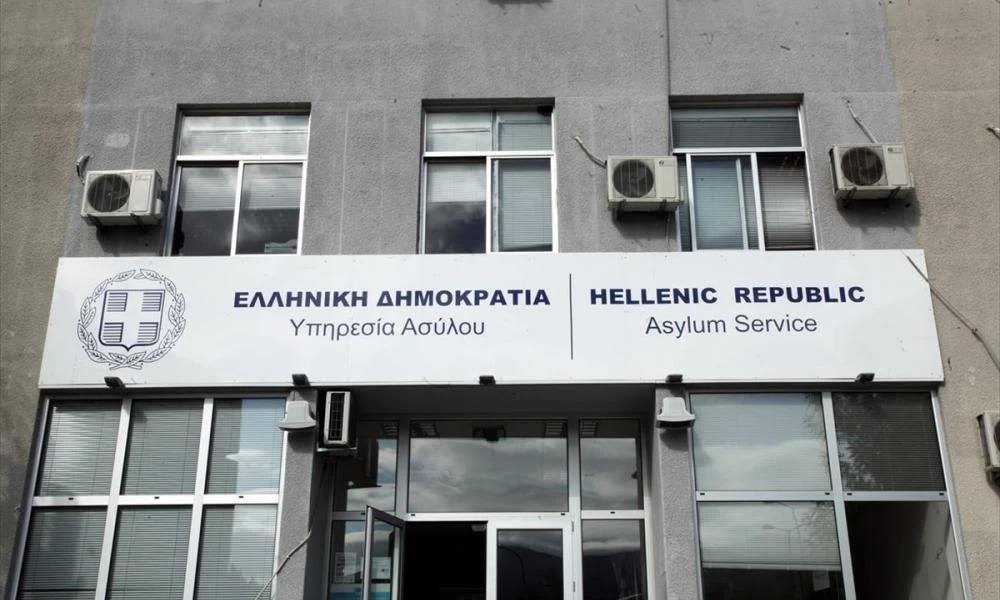 ΕΛΛΗΝΙΚΗ ΔΗΜΟΚΡΑΤΙΑ
Υπηρεσία Ασύλου
HELLENIC REPUBLIC
Asylum Service